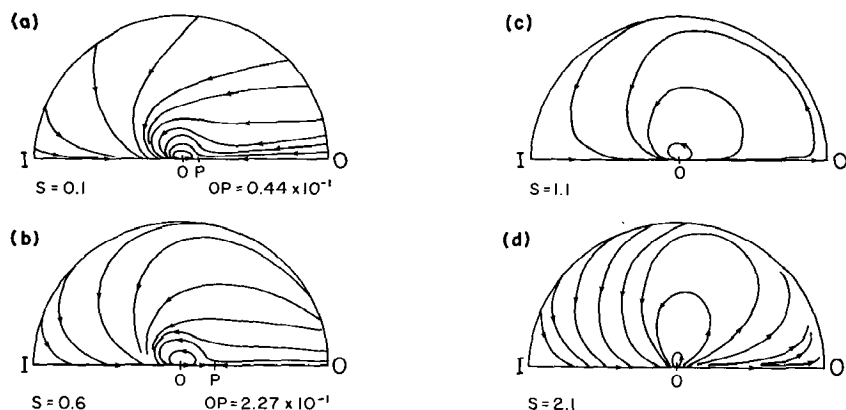 (a)
I O P O
S = 0.1 OP = 0.44 x 10⁻¹
(b)
I O P O
S = 0.6 OP = 2.27 x 10⁻¹
(c)
I O O
S = 1.1
(d)
I O O
S = 2.1